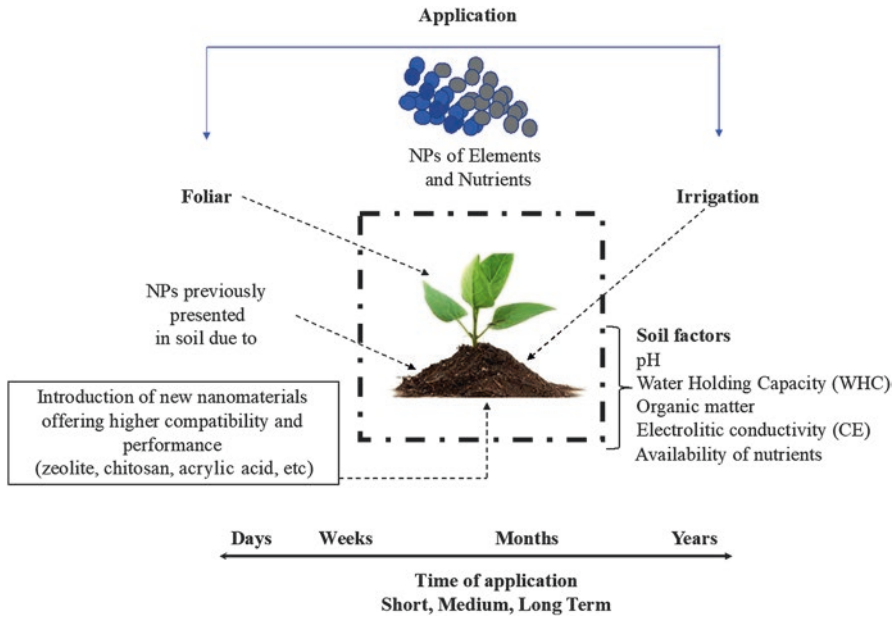 Application
NPs of Elements
and Nutrients
Foliar
Irrigation
NPs previously
presented
in soil due to
Soil factors
pH
Water Holding Capacity (WHC)
Organic matter
Electrolitic conductivity (CE)
Availability of nutrients
Introduction of new nanomaterials
offering higher compatibility and
performance
(zeolite, chitosan, acrylic acid, etc)
Days Weeks Months Years
Time of application
Short, Medium, Long Term